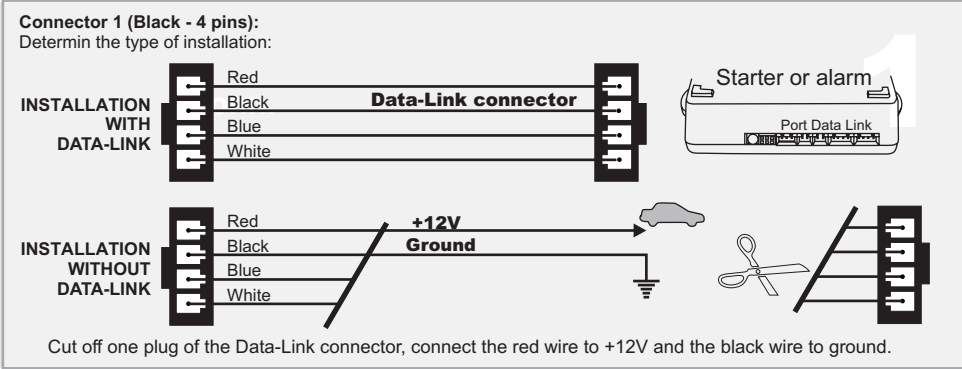 Connector 1 (Black - 4 pins):
Determin the type of installation:
1
Red
Black
Blue
White
Data-Link connector
INSTALLATION
WITH
DATA-LINK
Starter or alarm
Port Data Link
Red
Black
Blue
White
+12V
Ground
INSTALLATION
WITHOUT
DATA-LINK
Cut off one plug of the Data-Link connector, connect the red wire to +12V and the black wire to ground.